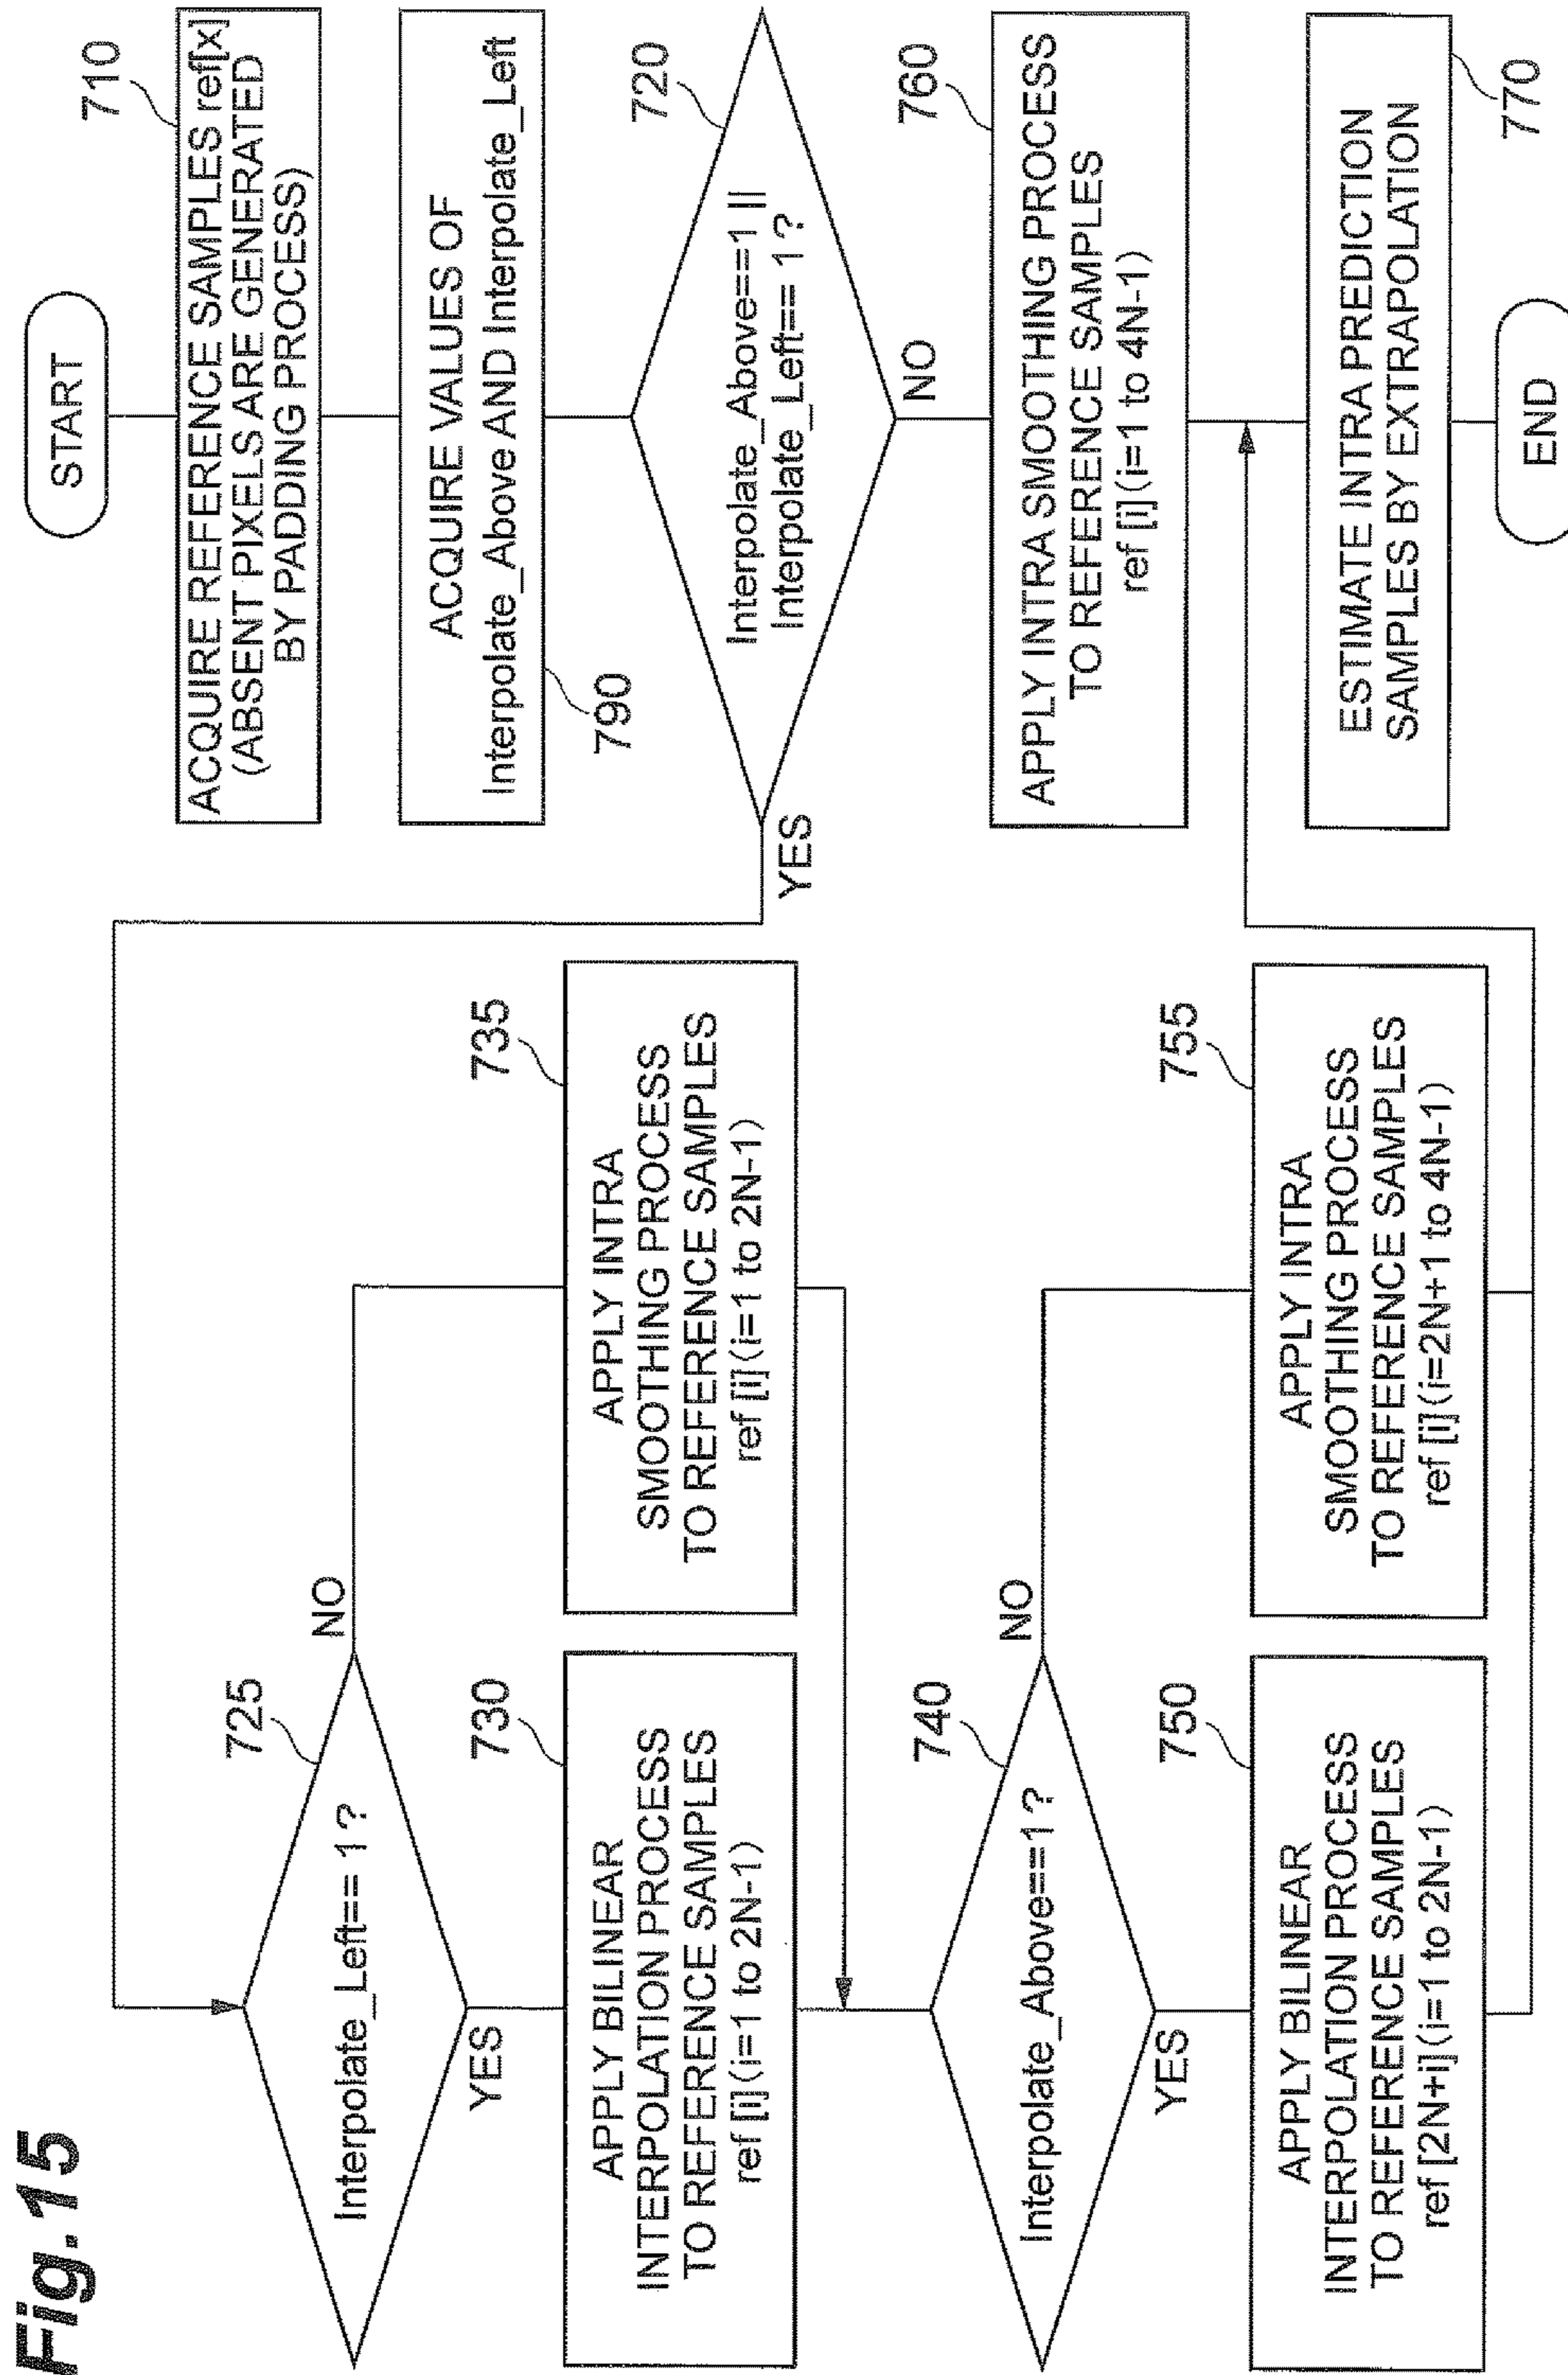 Fig.15
START
710
ACQUIRE REFERENCE SAMPLES ref[x]
(ABSENT PIXELS ARE GENERATED
BY PADDING PROCESS)
ACQUIRE VALUES OF
Interpolate_Above AND Interpolate_Left
790
720
Interpolate_Above==1 ||
Interpolate_Left== 1 ?
YES
NO
725
Interpolate_Left== 1 ?
NO
YES
730
APPLY BILINEAR
INTERPOLATION PROCESS
TO REFERENCE SAMPLES
ref [i](i=1 to 2N-1)
735
APPLY INTRA
SMOOTHING PROCESS
TO REFERENCE SAMPLES
ref [i](i=1 to 2N-1)
740
Interpolate_Above==1 ?
NO
YES
750
APPLY BILINEAR
INTERPOLATION PROCESS
TO REFERENCE SAMPLES
ref [2N+i](i=1 to 2N-1)
755
APPLY INTRA
SMOOTHING PROCESS
TO REFERENCE SAMPLES
ref [i](i=2N+1 to 4N-1)
760
APPLY INTRA SMOOTHING PROCESS
TO REFERENCE SAMPLES
ref [i](i=1 to 4N-1)
ESTIMATE INTRA PREDICTION
SAMPLES BY EXTRAPOLATION
770
END